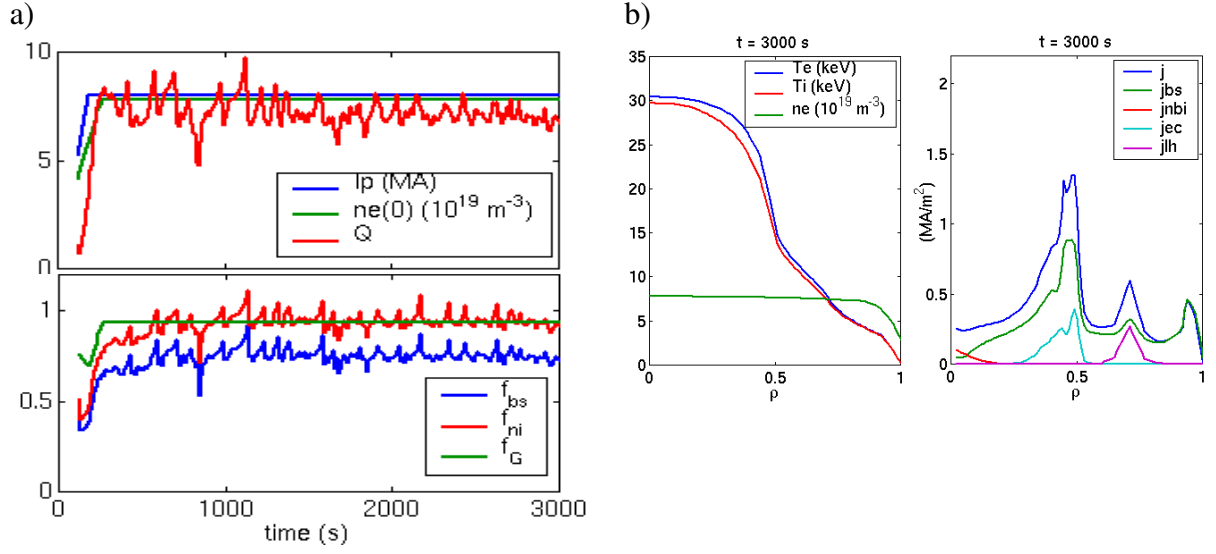 a)
10
5
0
Ip (MA)
ne(0) (10^19 m^-3)
Q
1
0.5
0
f_bs
f_ni
f_G
0 1000 2000 3000
time (s)
b)
t = 3000 s
35
30
25
20
15
10
5
0
Te (keV)
Ti (keV)
ne (10^19 m^-3)
0 0.5 1
ρ
t = 3000 s
(MA/m^2)
2
1.5
1
0.5
0
j
jbs
jnbi
jec
jlh
0 0.5 1
ρ